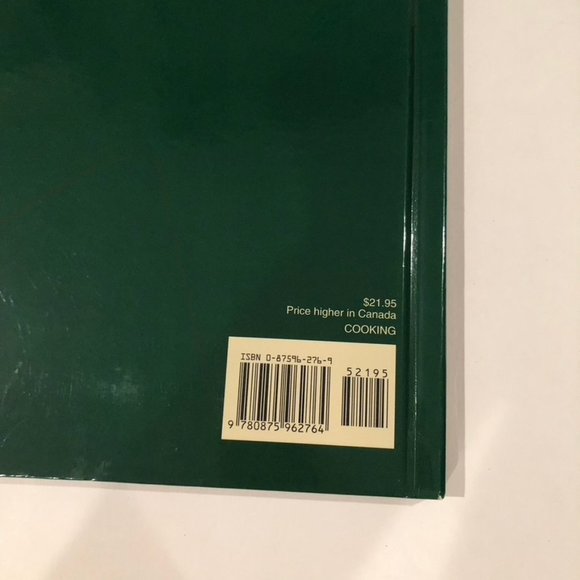 $21.95
Price higher in Canada
COOKING
ISBN 0-87596-276-9
52195
9 780875 962764